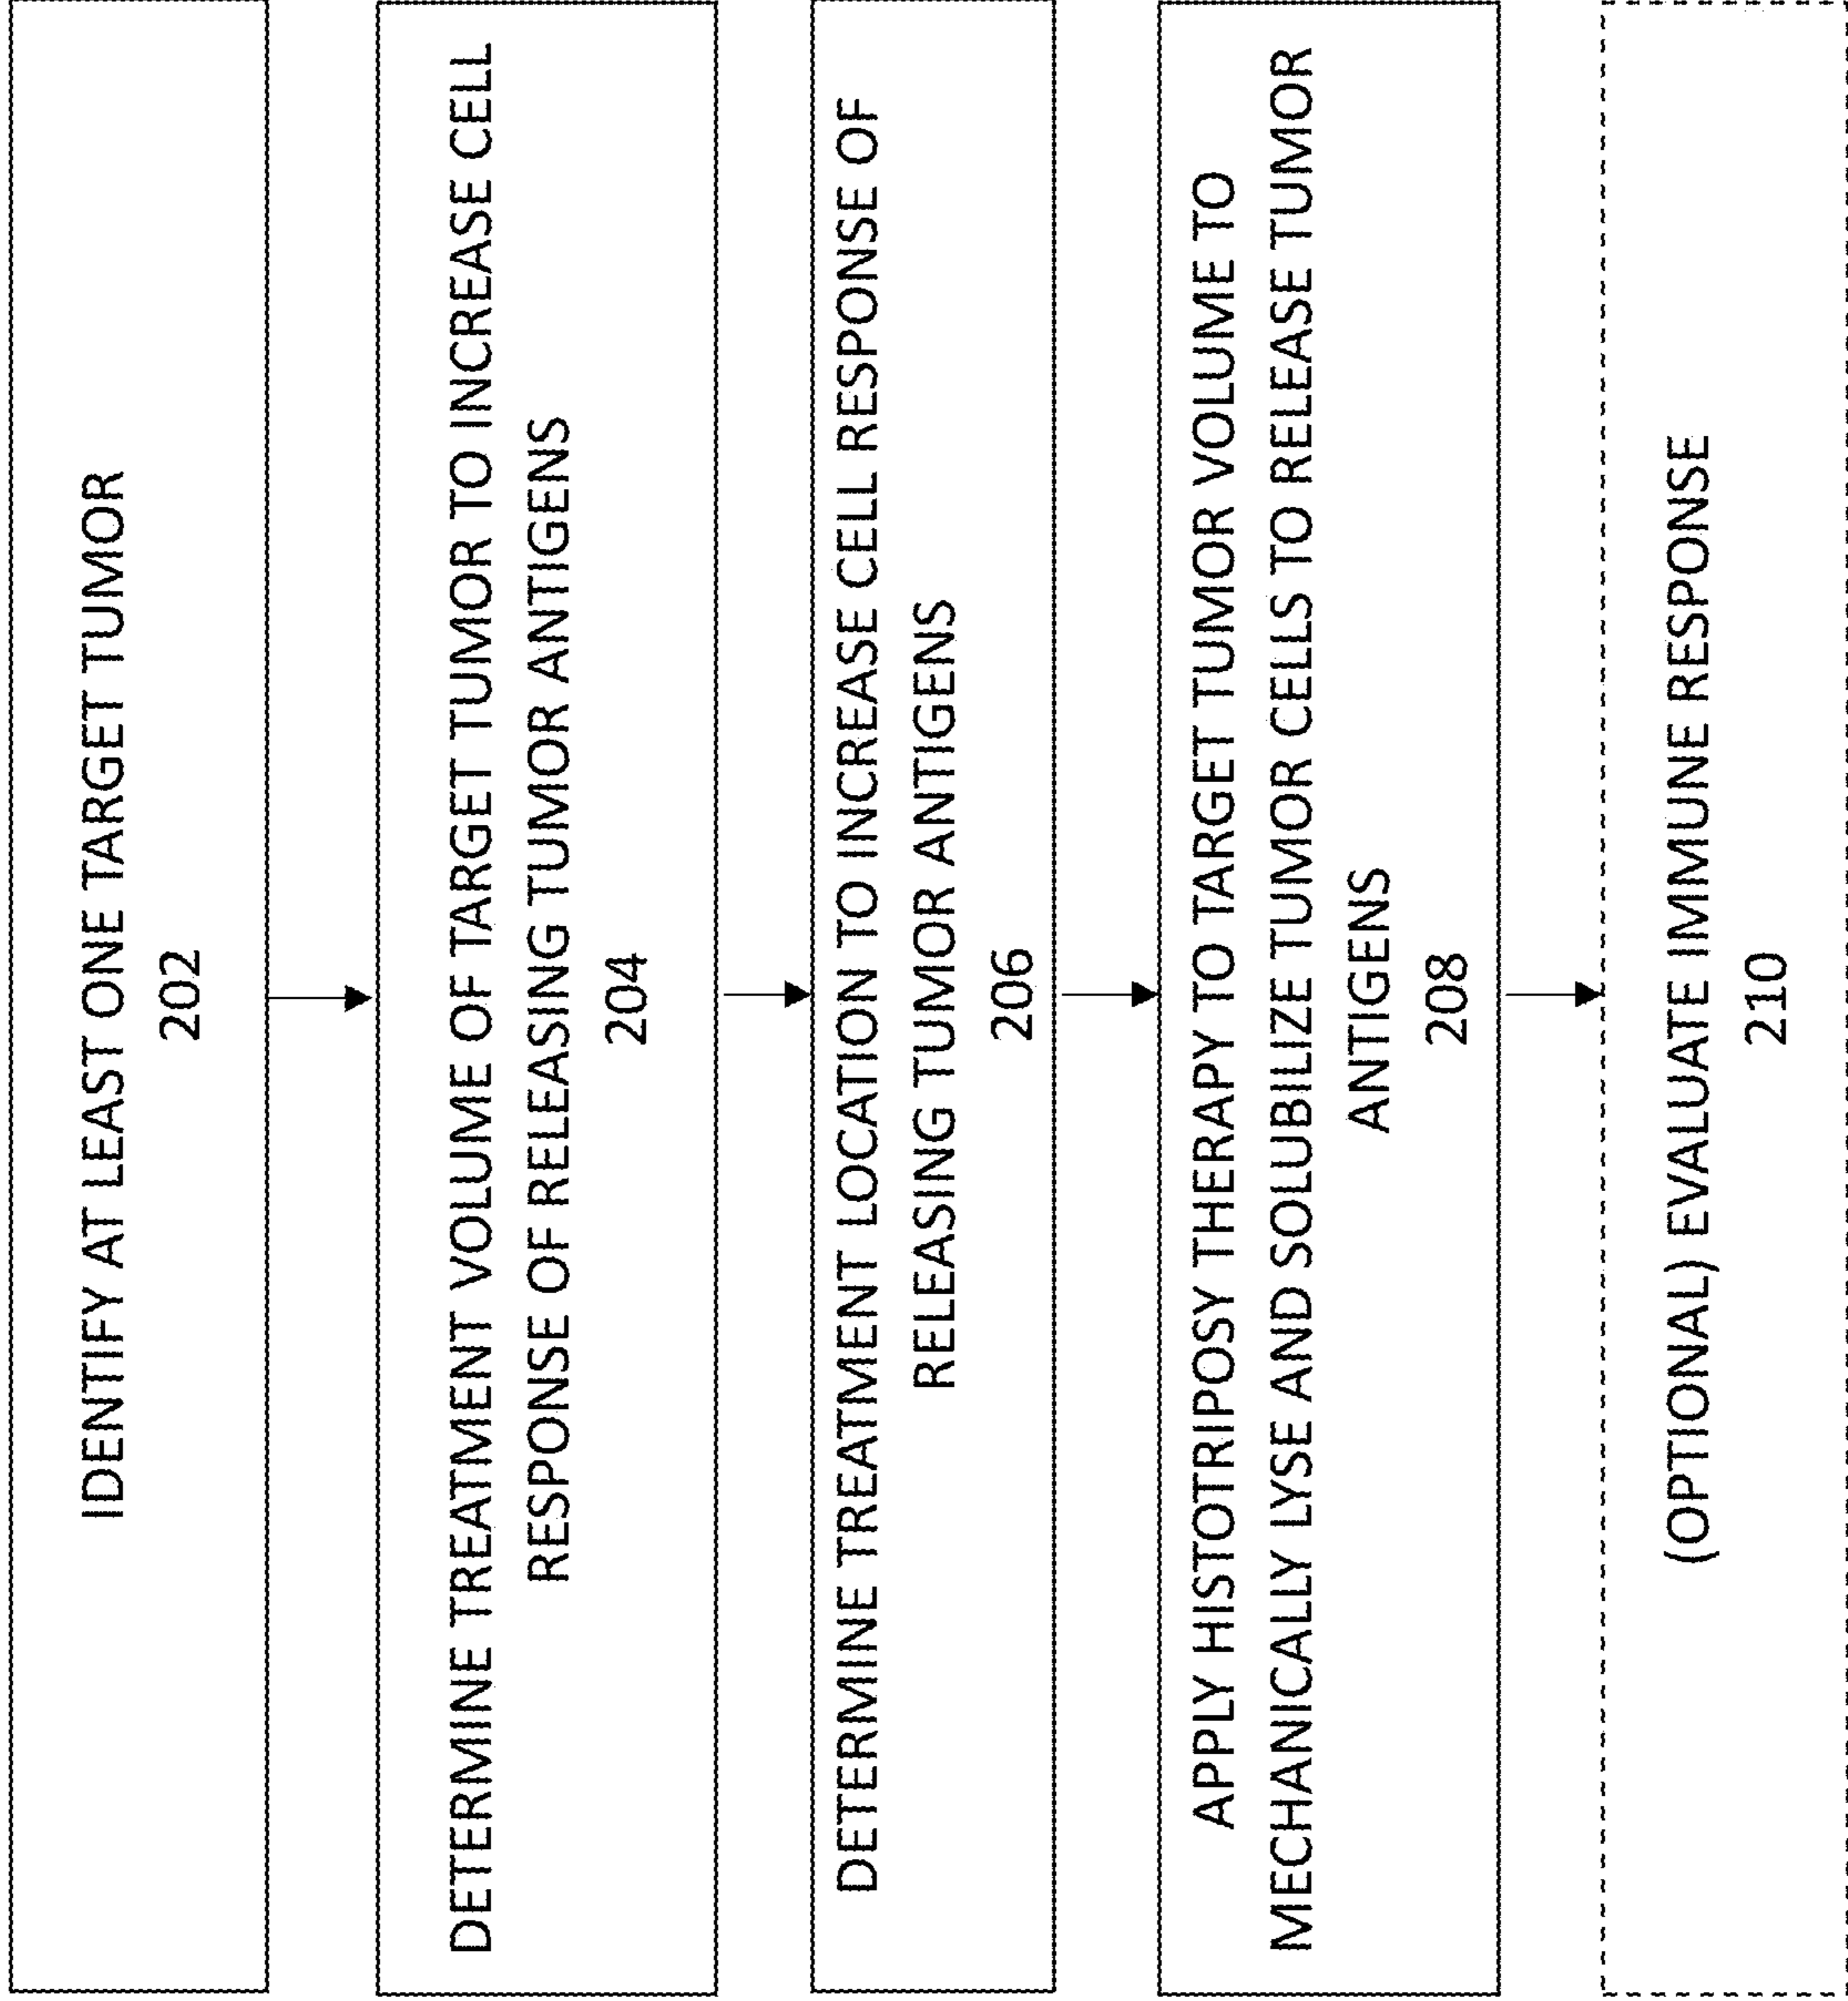 IDENTIFY AT LEAST ONE TARGET TUMOR
202
DETERMINE TREATMENT VOLUME OF TARGET TUMOR TO INCREASE CELL
RESPONSE OF RELEASING TUMOR ANTIGENS
204
DETERMINE TREATMENT LOCATION TO INCREASE CELL RESPONSE OF
RELEASING TUMOR ANTIGENS
206
APPLY HISTOTRIPOSY THERAPY TO TARGET TUMOR VOLUME TO
MECHANICALLY LYSE AND SOLUBILIZE TUMOR CELLS TO RELEASE TUMOR
ANTIGENS
208
(OPTIONAL) EVALUATE IMMUNE RESPONSE
210